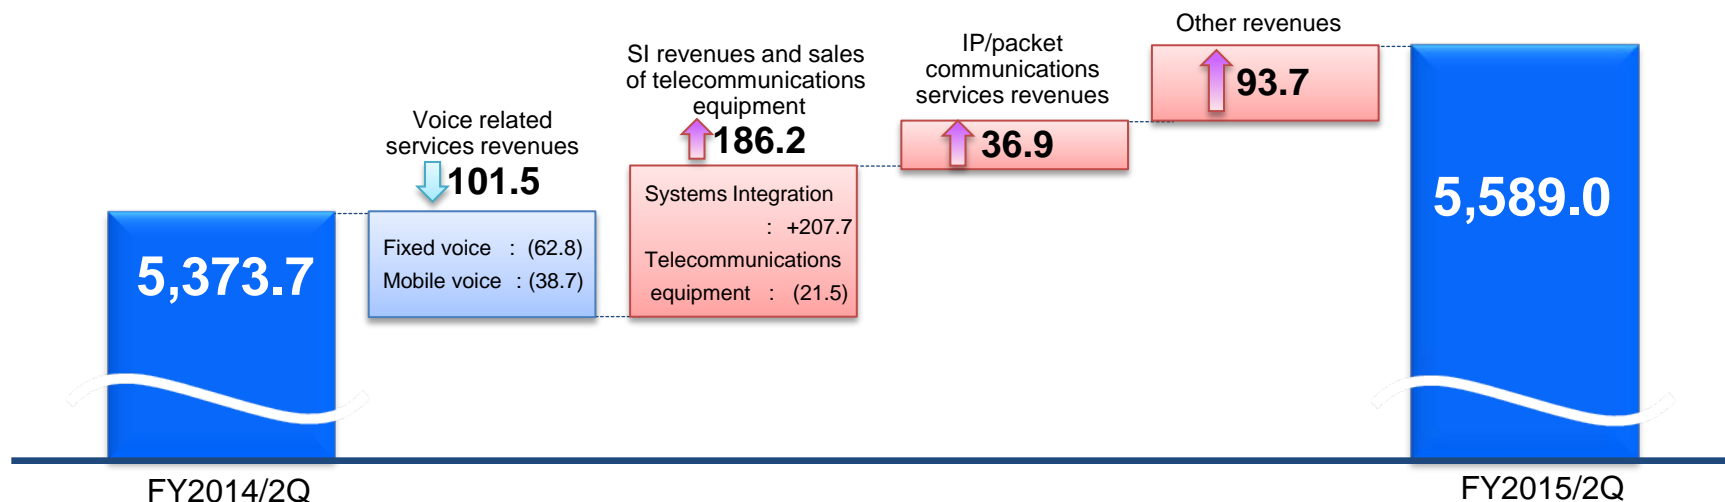 5,373.7
FY2014/2Q
Voice related
services revenues
101.5
Fixed voice : (62.8)
Mobile voice : (38.7)
SI revenues and sales
of telecommunications
equipment
186.2
Systems Integration
: +207.7
Telecommunications
equipment : (21.5)
IP/packet
communications
services revenues
36.9
Other revenues
93.7
5,589.0
FY2015/2Q